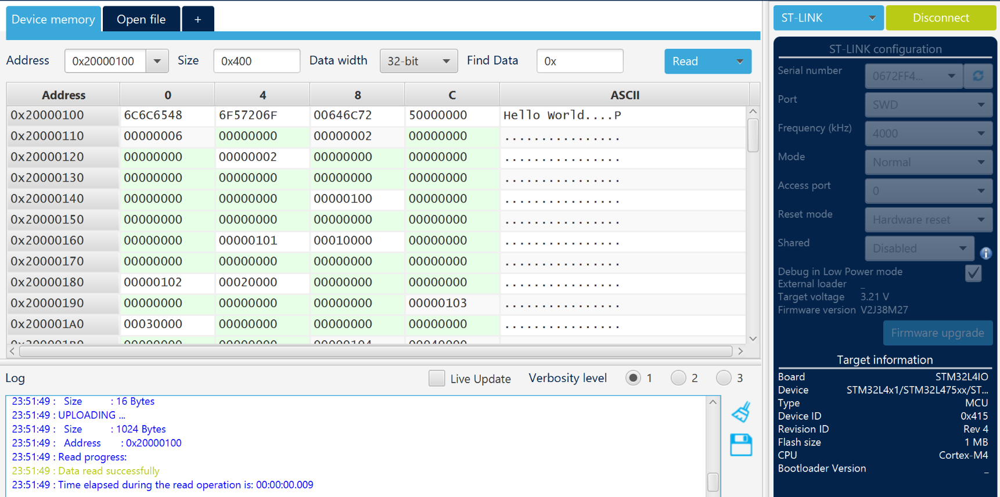 Device memory Open file +
Address 0x20000100 Size 0x400 Data width 32-bit Find Data 0x Read
Address 0 4 8 C ASCII
0x20000100 6C6C6548 6F57206F 00646C72 50000000 Hello World....P
0x20000110 00000006 00000000 00000002 00000000 ................
0x20000120 00000000 00000002 00000000 00000000 ................
0x20000130 00000000 00000000 00000000 00000000 ................
0x20000140 00000000 00000000 00000100 00000000 ................
0x20000150 00000000 00000000 00000000 00000000 ................
0x20000160 00000000 00000101 00010000 00000000 ................
0x20000170 00000000 00000000 00000000 00000000 ................
0x20000180 00000102 00020000 00000000 00000000 ................
0x20000190 00000000 00000000 00000000 00000103 ................
0x200001A0 00030000 00000000 00000000 00000000 ................
0x200001B0 00000000 00000000 00000104 00040000
Log Live Update Verbosity level 1 2 3
23:51:49 : Size : 16 Bytes
23:51:49 : UPLOADING ...
23:51:49 : Size : 1024 Bytes
23:51:49 : Address : 0x20000100
23:51:49 : Read progress:
23:51:49 : Data read successfully
23:51:49 : Time elapsed during the read operation is: 00:00:00.009
ST-LINK Disconnect
ST-LINK configuration
Serial number 0672FF4...
Port SWD
Frequency (kHz) 4000
Mode Normal
Access port 0
Reset mode Hardware reset
Shared Disabled
Debug in Low Power mode
External loader _
Target voltage 3.21 V
Firmware version V2J38M27
Firmware upgrade
Target information
Board STM32L4IO
Device STM32L4x1/STM32L475xx/ST...
Type MCU
Device ID 0x415
Revision ID Rev 4
Flash size 1 MB
CPU Cortex-M4
Bootloader Version _